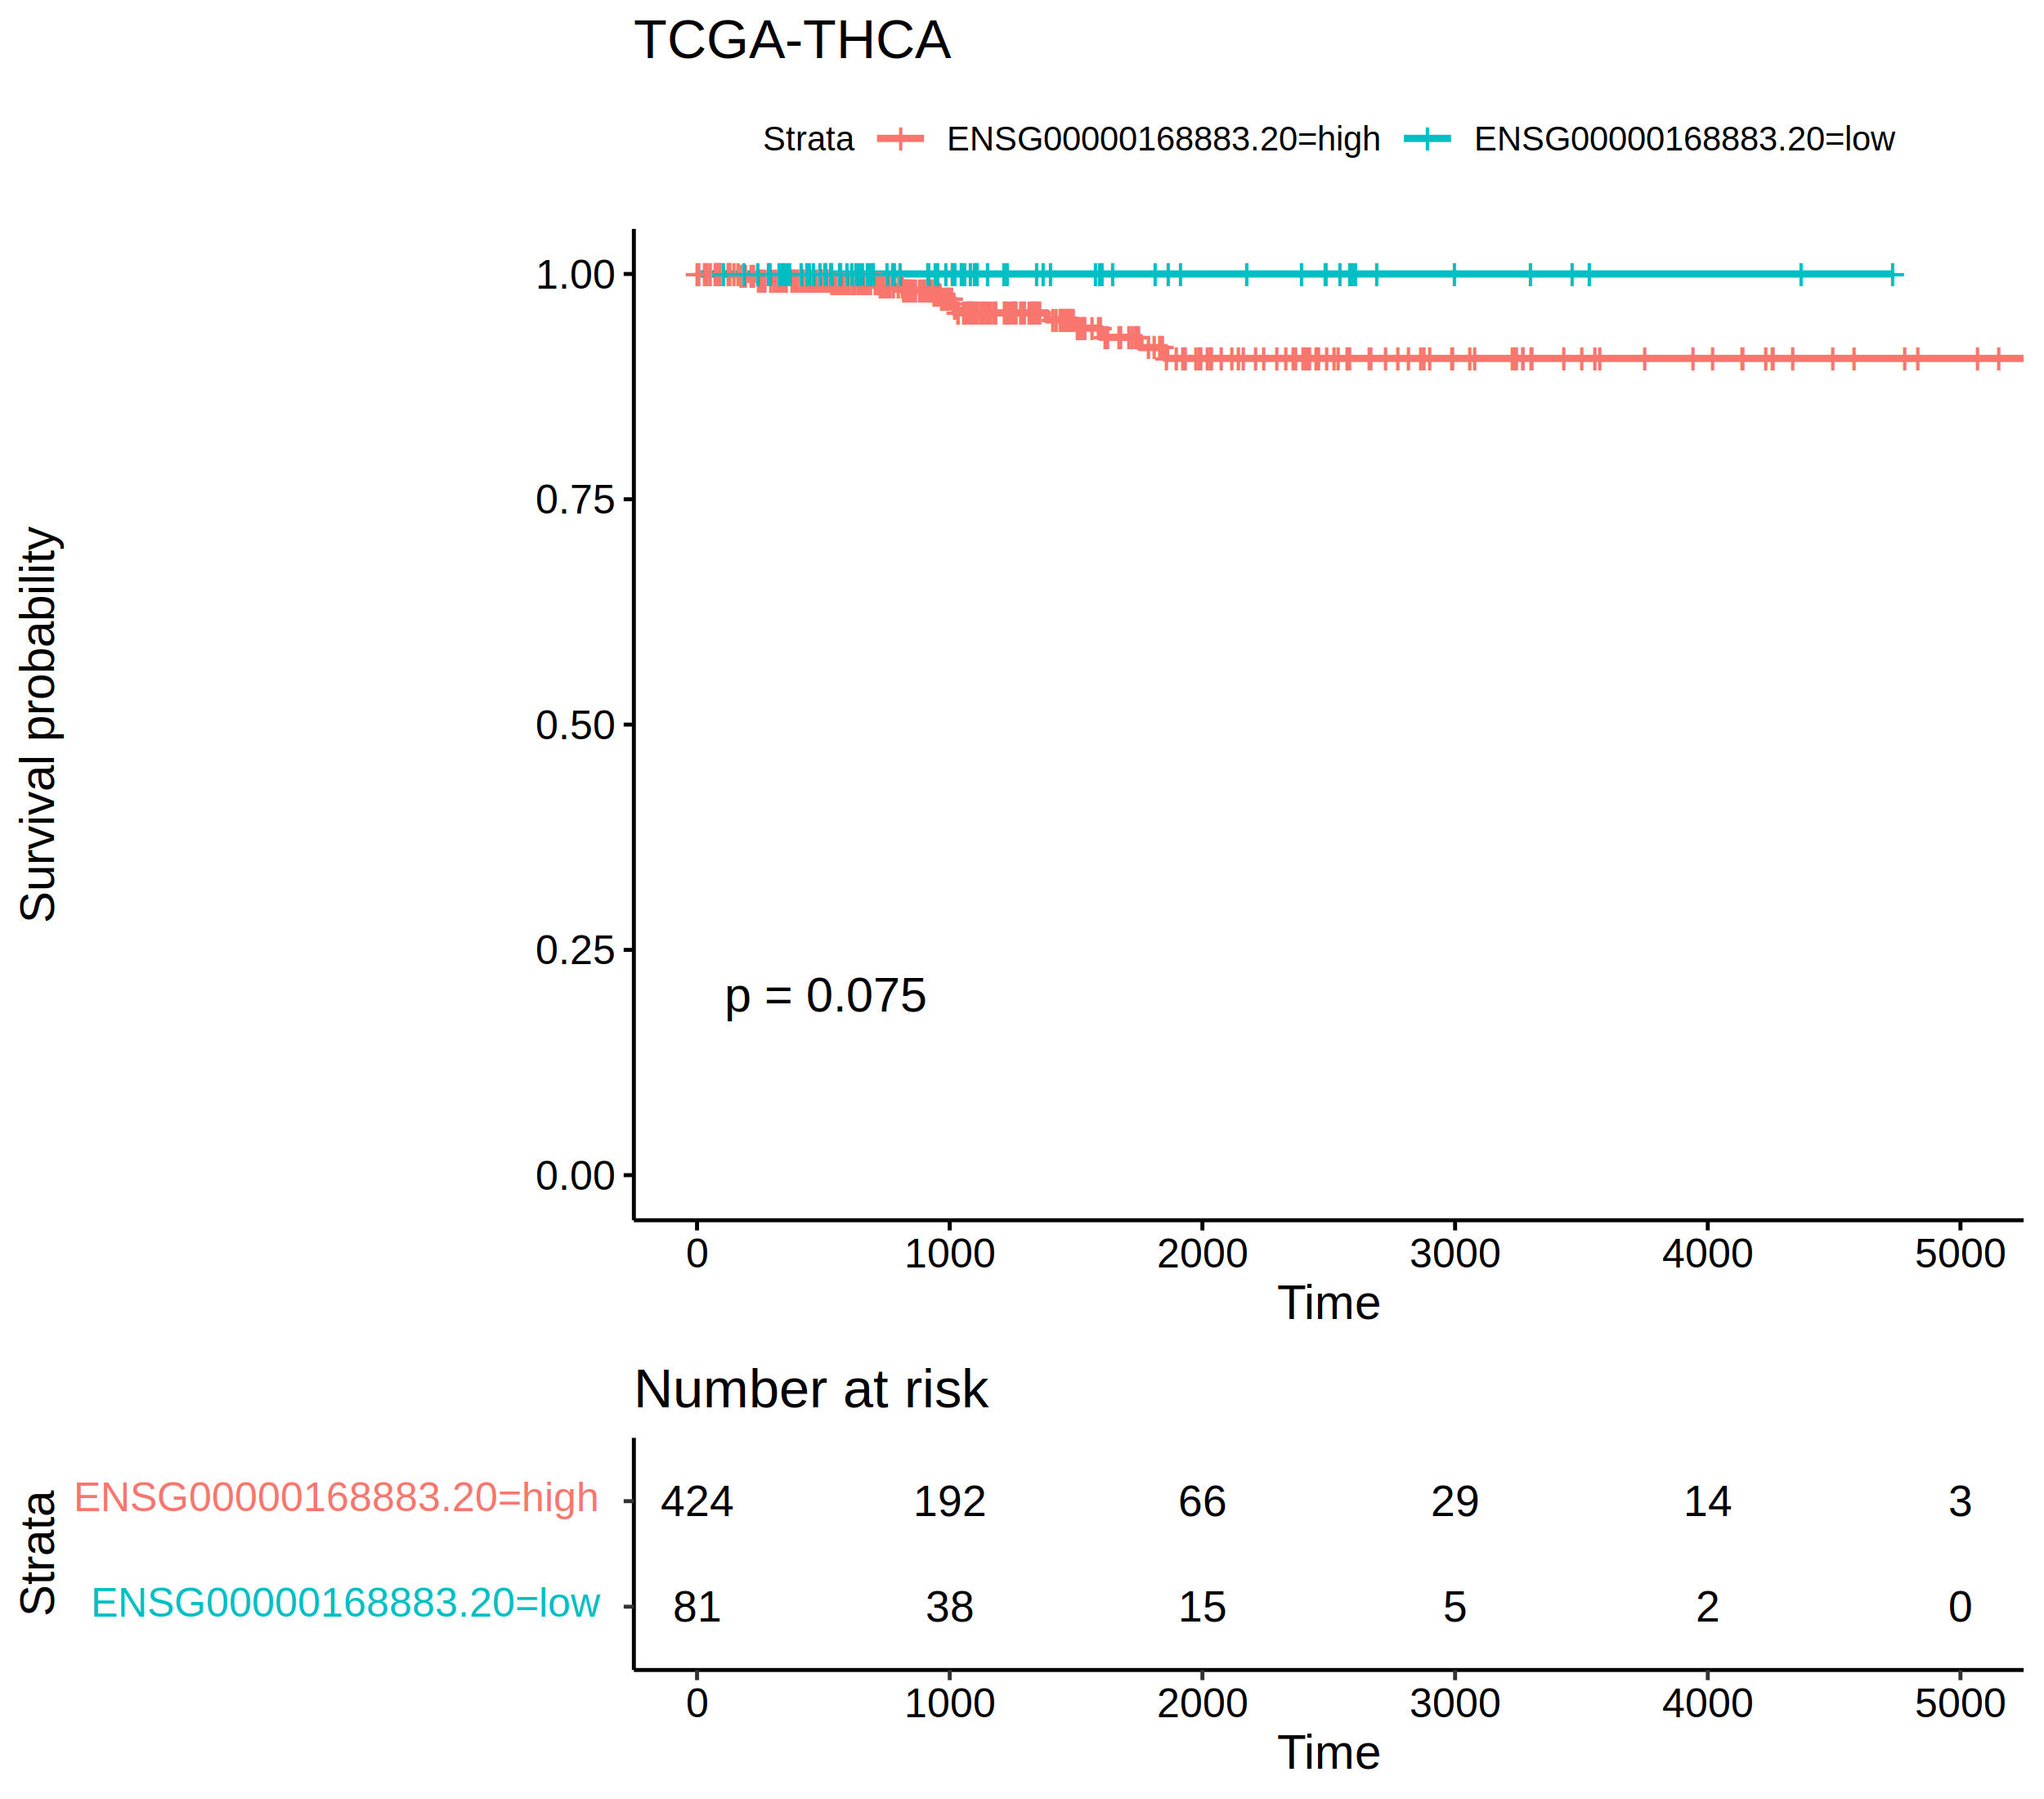 TCGA-THCA
Strata ENSG00000168883.20=high ENSG00000168883.20=low
Survival probability
1.00
0.75
0.50
0.25
0.00
p = 0.075
0 1000 2000 3000 4000 5000
Time
Number at risk
Strata
ENSG00000168883.20=high 424 192 66 29 14 3
ENSG00000168883.20=low 81 38 15 5 2 0
0 1000 2000 3000 4000 5000
Time